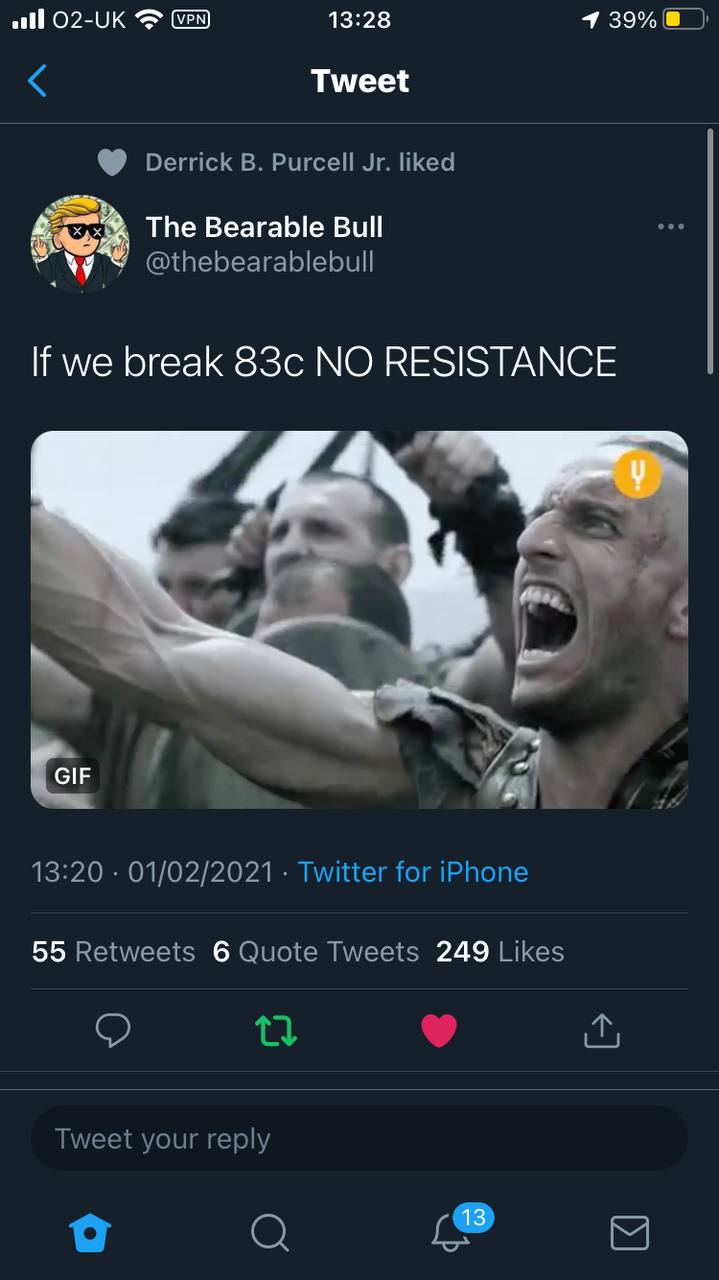 O2-UK VPN 13:28 39%
Tweet
Derrick B. Purcell Jr. liked
The Bearable Bull
@thebearablebull
If we break 83c NO RESISTANCE
GIF
13:20 · 01/02/2021 · Twitter for iPhone
55 Retweets 6 Quote Tweets 249 Likes
Tweet your reply
13